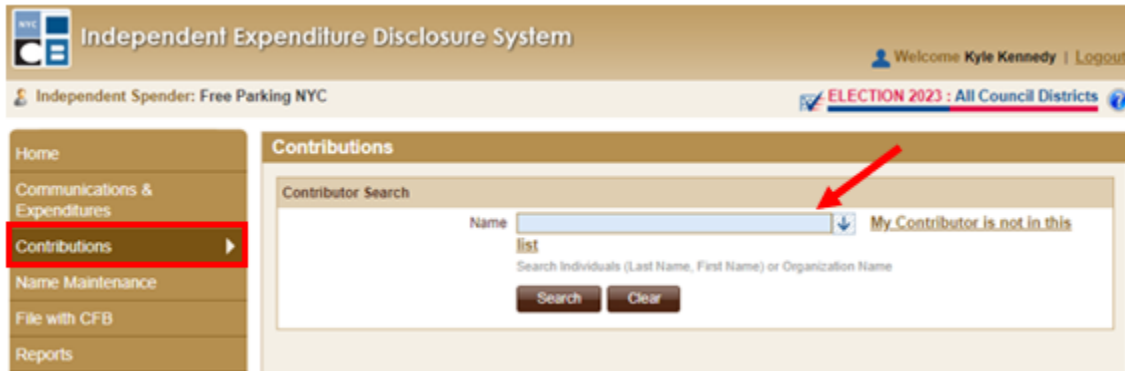 NYC
CFB
Independent Expenditure Disclosure System
Welcome Kyle Kennedy | Logout
Independent Spender: Free Parking NYC
ELECTION 2023 : All Council Districts ?
Home
Communications &
Expenditures
Contributions
Name Maintenance
File with CFB
Reports
Contributions
Contributor Search
Name
My Contributor is not in this
list
Search Individuals (Last Name, First Name) or Organization Name
Search Clear